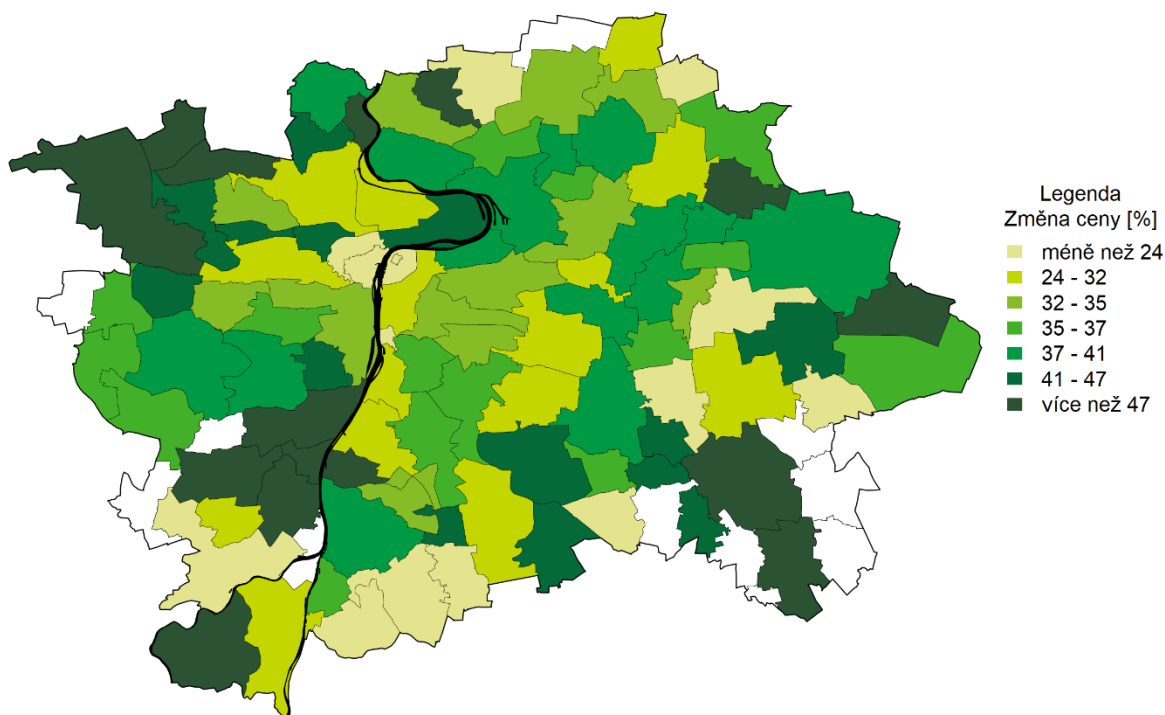 Legenda
Změna ceny [%]
méně než 24
24 - 32
32 - 35
35 - 37
37 - 41
41 - 47
více než 47